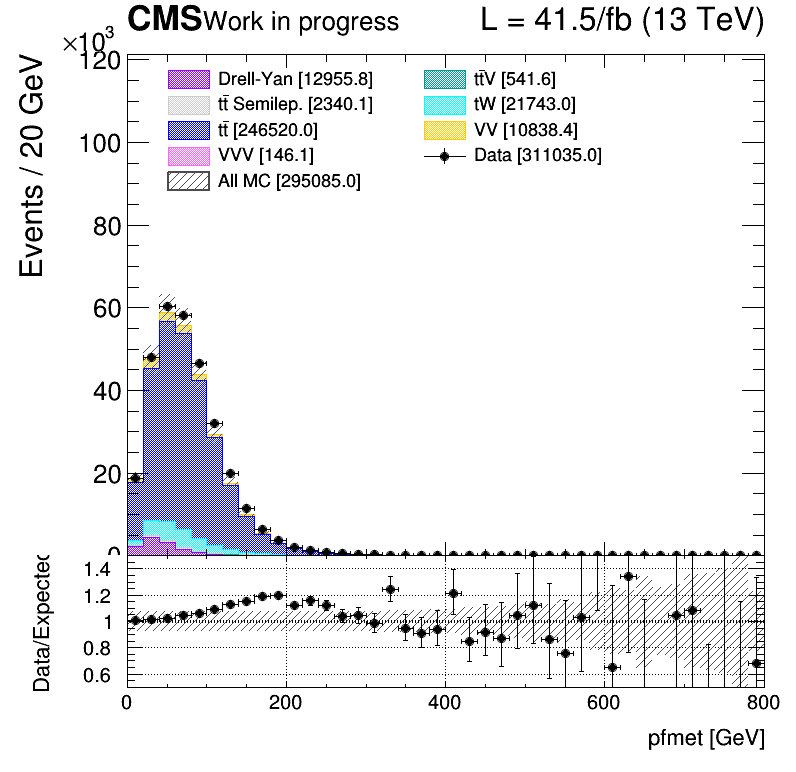 CMS Work in progress L = 41.5/fb (13 TeV)
×10³
Events / 20 GeV
120
100
80
60
40
20
0
Drell-Yan [12955.8]
tt̄ Semilep. [2340.1]
tt̄ [246520.0]
VVV [146.1]
All MC [295085.0]
tt̄V [541.6]
tW [21743.0]
VV [10838.4]
Data [311035.0]
Data/Expected
1.4
1.2
1
0.8
0.6
0 200 400 600 800
pfmet [GeV]